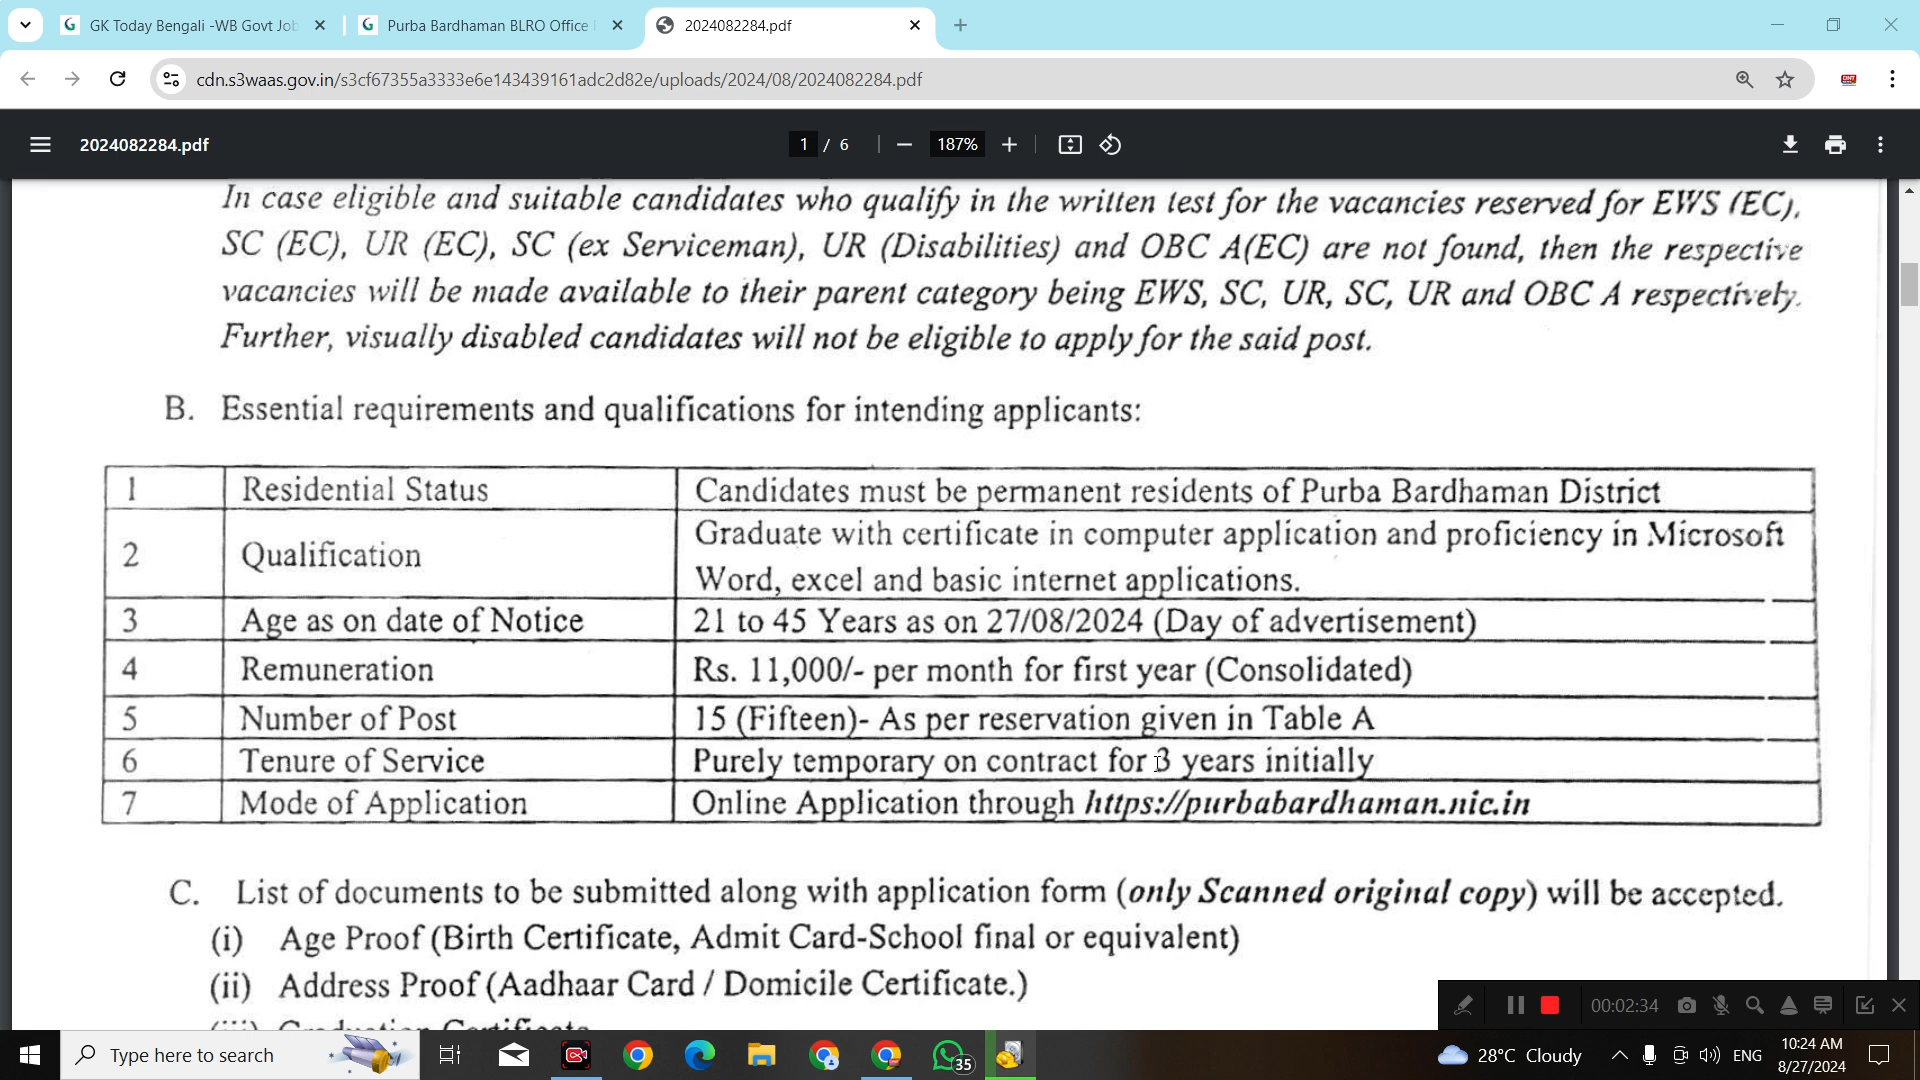 GK Today Bengali -WB Govt Job
Purba Bardhaman BLRO Office
2024082284.pdf
cdn.s3waas.gov.in/s3cf67355a3333e6e143439161adc2d82e/uploads/2024/08/2024082284.pdf
2024082284.pdf
1 / 6
187%
In case eligible and suitable candidates who qualify in the written test for the vacancies reserved for EWS (EC),
SC (EC), UR (EC), SC (ex Serviceman), UR (Disabilities) and OBC A(EC) are not found, then the respective
vacancies will be made available to their parent category being EWS, SC, UR, SC, UR and OBC A respectively.
Further, visually disabled candidates will not be eligible to apply for the said post.
B. Essential requirements and qualifications for intending applicants:
1 Residential Status Candidates must be permanent residents of Purba Bardhaman District
2 Qualification Graduate with certificate in computer application and proficiency in Microsoft
Word, excel and basic internet applications.
3 Age as on date of Notice 21 to 45 Years as on 27/08/2024 (Day of advertisement)
4 Remuneration Rs. 11,000/- per month for first year (Consolidated)
5 Number of Post 15 (Fifteen)- As per reservation given in Table A
6 Tenure of Service Purely temporary on contract for 3 years initially
7 Mode of Application Online Application through https://purbabardhaman.nic.in
C. List of documents to be submitted along with application form (only Scanned original copy) will be accepted.
(i) Age Proof (Birth Certificate, Admit Card-School final or equivalent)
(ii) Address Proof (Aadhaar Card / Domicile Certificate.)
(iii) Graduation Certificate
00:02:34
Type here to search
35
28°C Cloudy
ENG
10:24 AM
8/27/2024